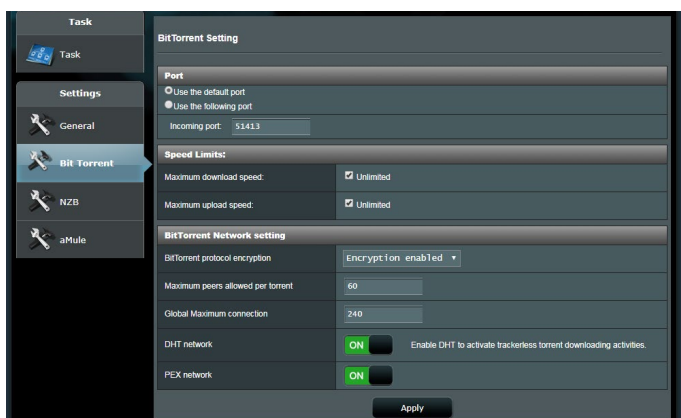 Task
Task
Settings
General
Bit Torrent
NZB
aMule
BitTorrent Setting
Port
Use the default port
Use the following port
Incoming port: 51413
Speed Limits:
Maximum download speed: Unlimited
Maximum upload speed: Unlimited
BitTorrent Network setting
BitTorrent protocol encryption Encryption enabled
Maximum peers allowed per torrent 60
Global Maximum connection 240
DHT network ON Enable DHT to activate trackerless torrent downloading activities.
PEX network ON
Apply